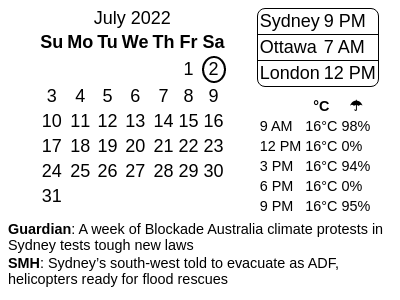 July 2022
Su Mo Tu We Th Fr Sa
1 2
3 4 5 6 7 8 9
10 11 12 13 14 15 16
17 18 19 20 21 22 23
24 25 26 27 28 29 30
31
Sydney 9 PM
Ottawa 7 AM
London 12 PM
°C ☂
9 AM 16°C 98%
12 PM 16°C 0%
3 PM 16°C 94%
6 PM 16°C 0%
9 PM 16°C 95%
Guardian: A week of Blockade Australia climate protests in
Sydney tests tough new laws
SMH: Sydney's south-west told to evacuate as ADF,
helicopters ready for flood rescues